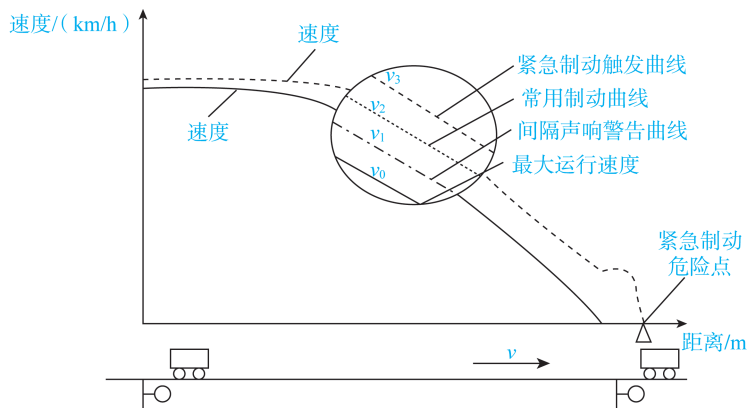 速度/（km/h）
速度
速度
v3
v2
v1
v0
紧急制动触发曲线
常用制动曲线
间隔声响警告曲线
最大运行速度
紧急制动
危险点
距离/m
v